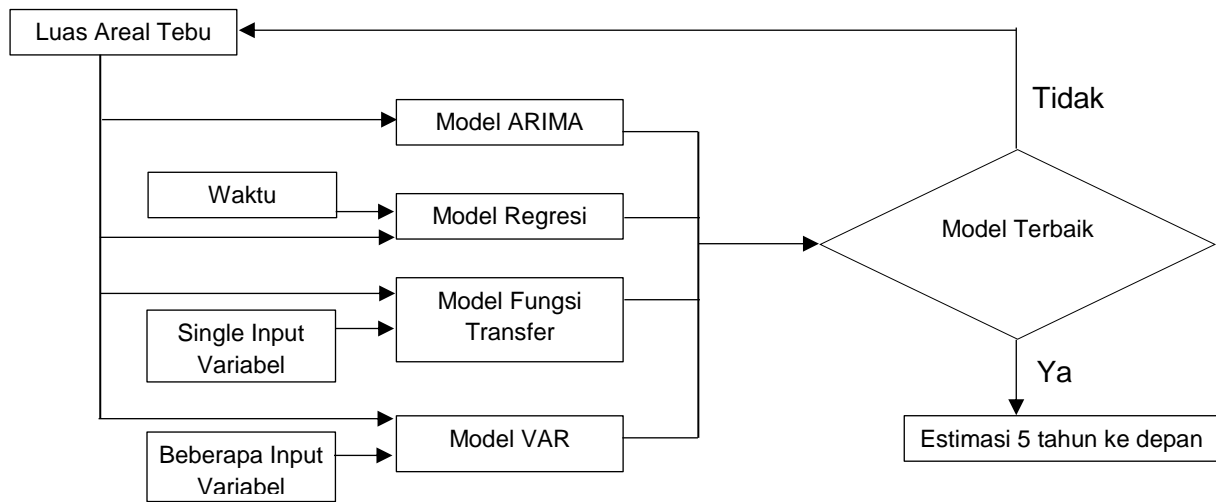 Luas Areal Tebu
Tidak
Model ARIMA
Waktu
Model Regresi
Model Terbaik
Model Fungsi
Transfer
Single Input
Variabel
Ya
Model VAR
Estimasi 5 tahun ke depan
Beberapa Input
Variabel